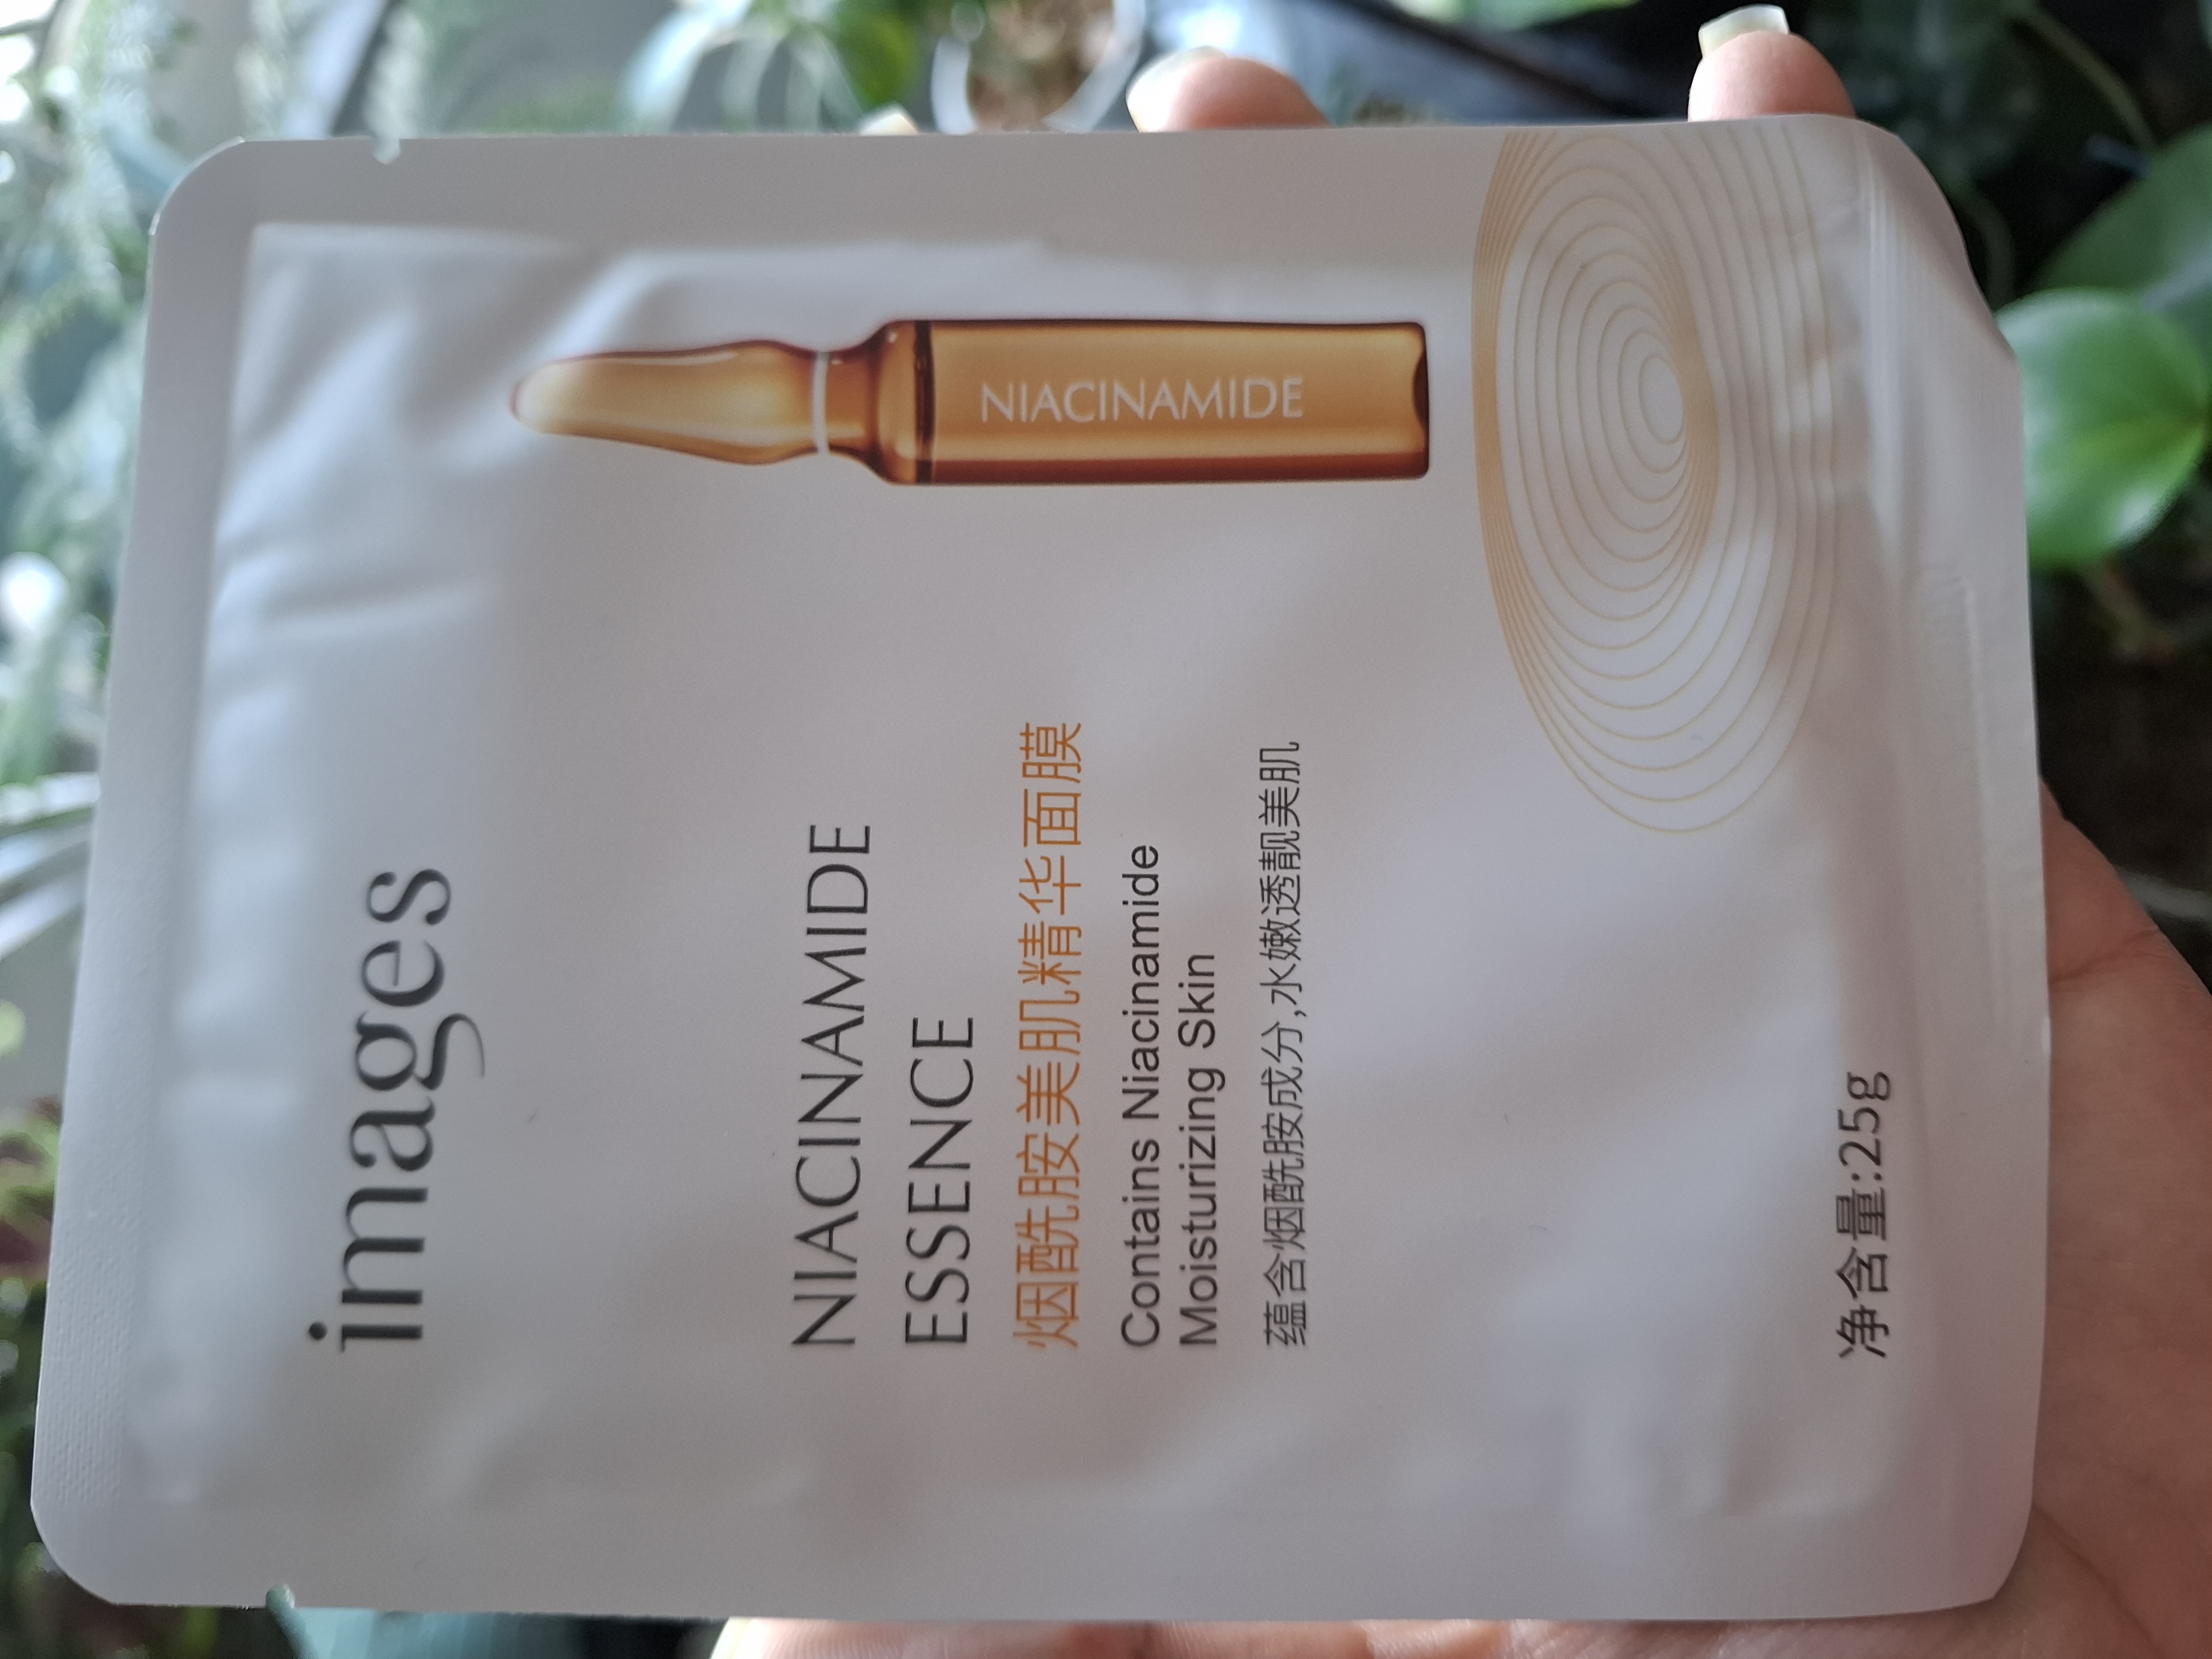 images
NIACINAMIDE
NIACINAMIDE
ESSENCE
烟酰胺美肌精华面膜
Contains Niacinamide
Moisturizing Skin
蕴含烟酰胺成分,水嫩透靓美肌
净含量:25g